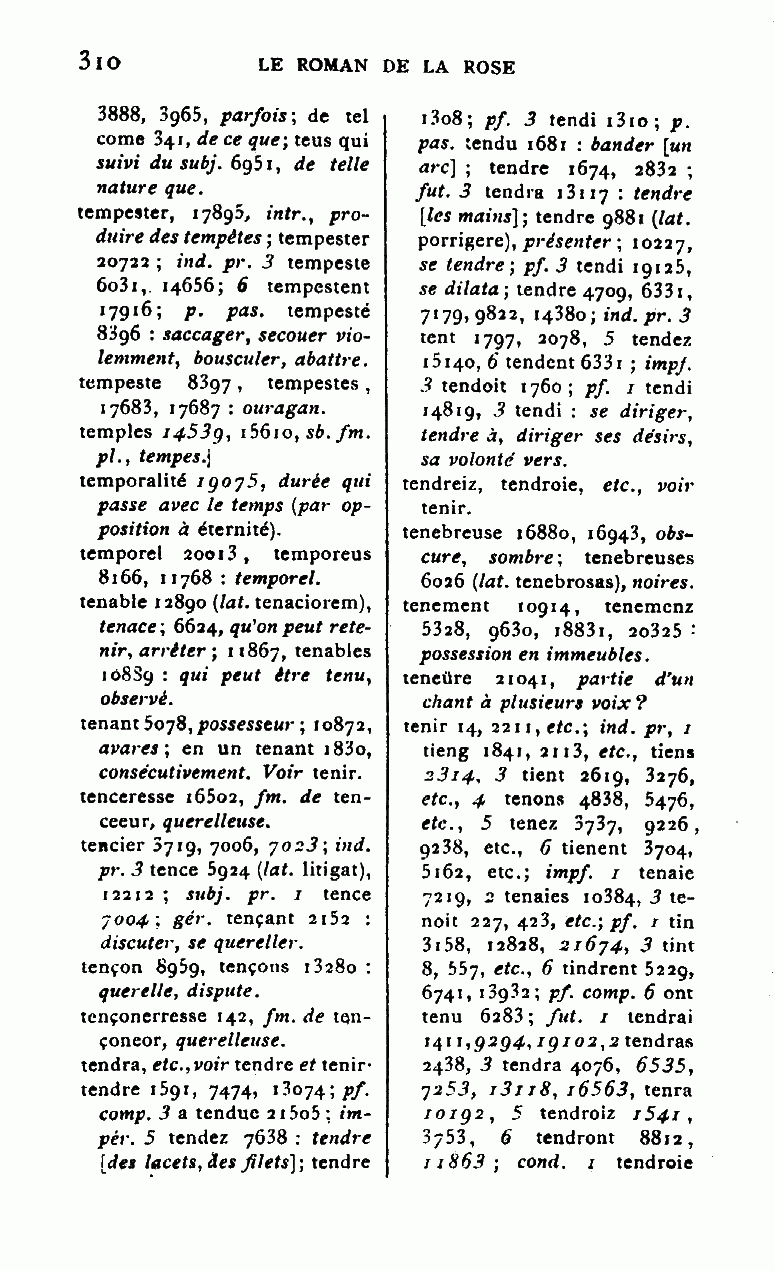 310 LE ROMAN DE LA ROSE
3888, 3965, parfois; de tel
come 341, de ce que; teus qui
suivi du subj. 6951, de telle
nature que.
tempester, 17895, intr., pro-
duire des tempêtes; tempester
20722; ind. pr. 3 tempeste
6031, 14656; 6 tempestent
17916; p. pas. tempesté
8396 : saccager, secouer vio-
lemment, bousculer, abattre.
tempeste 8397, tempestes,
17683, 17687 : ouragan.
temples 14539, 15610, sb. fm.
pl., tempes.
temporalité 19075, durée qui
passe avec le temps (par op-
position à éternité).
temporel 20013, temporeus
8166, 11768 : temporel.
tenable 12890 (lat. tenaciorem),
tenace; 6624, qu'on peut rete-
nir, arrêter; 11867, tenables
10889 : qui peut être tenu,
observé.
tenant 5078, possesseur; 10872,
avares; en un tenant 1830,
consécutivement. Voir tenir.
tenceresse 16502, fm. de ten-
ceeur, querelleuse.
tencier 3719, 7006, 7023; ind.
pr. 3 tence 5924 (lat. litigat),
12212; subj. pr. 1 tence
7004; gér. tençant 2152 :
discuter, se quereller.
tençon 8959, tençons 13280 :
querelle, dispute.
tençonerresse 142, fm. de ten-
çoneor, querelleuse.
tendra, etc., voir tendre et tenir.
tendre 1591, 7474, 13074; pf.
comp. 3 a tendue 21505; im-
pér. 5 tendez 7638 : tendre
[des lacets, des filets]; tendre
1308; pf. 3 tendi 1310; p.
pas. tendu 1681 : bander [un
arc]; tendre 1674, 2832;
fut. 3 tendra 13117 : tendre
[les mains]; tendre 9881 (lat.
porrigere), présenter; 10227,
se tendre; pf. 3 tendi 19125,
se dilata; tendre 4709, 6331,
7179, 9822, 14380; ind. pr. 3
tent 1797, 2078, 5 tendez
15140, 6 tendent 6331; impf.
3 tendoit 1760; pf. 1 tendi
14819, 3 tendi : se diriger,
tendre à, diriger ses désirs,
sa volonté vers.
tendreiz, tendroie, etc., voir
tenir.
tenebreuse 16880, 16943, obs-
cure, sombre; tenebreuses
6026 (lat. tenebrosas), noires.
tenement 10914, tenemenz
5328, 9630, 18831, 20325 :
possession en immeubles.
teneüre 21041, partie d'un
chant à plusieurs voix ?
tenir 14, 2211, etc.; ind. pr, 1
tieng 1841, 2113, etc., tiens
2314, 3 tient 2619, 3276,
etc., 4 tenons 4838, 5476,
etc., 5 tenez 3737, 9226,
9238, etc., 6 tienent 3704,
5162, etc.; impf. 1 tenaie
7219, 2 tenaies 10384, 3 te-
noit 227, 423, etc.; pf. 1 tin
3158, 12828, 21674, 3 tint
8, 557, etc., 6 tindrent 5229,
6741, 13932; pf. comp. 6 ont
tenu 6283; fut. 1 tendrai
1411, 9294, 19102, 2 tendras
2438, 3 tendra 4076, 6535,
7253, 13118, 16563, tenra
10192, 5 tendroiz 1541,
3753, 6 tendront 8812,
11863; cond. 1 tendroie